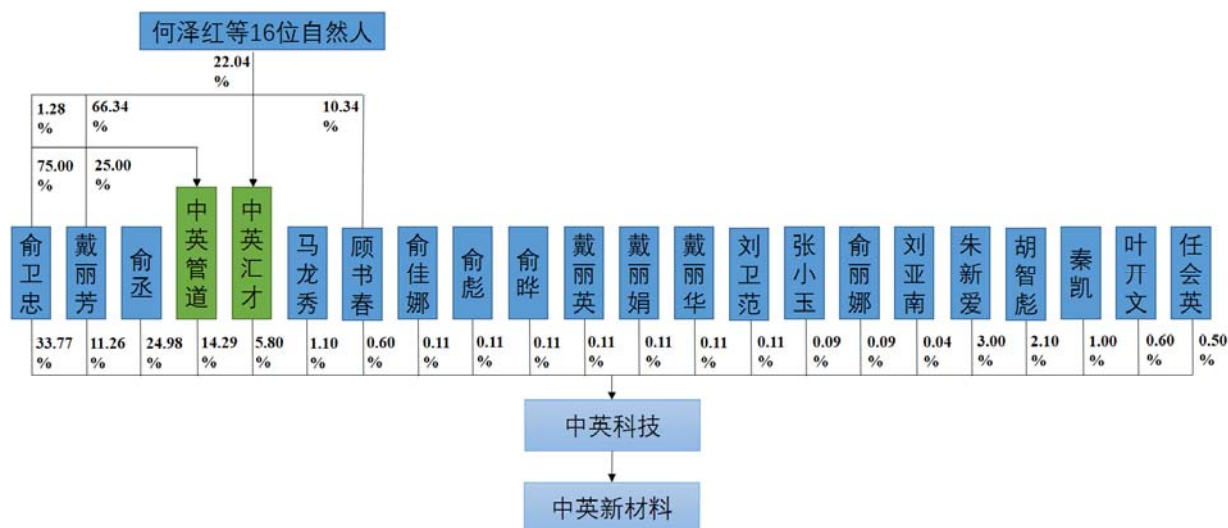 何泽红等16位自然人
22.04
%
1.28
%
66.34
%
10.34
%
75.00
%
25.00
%
俞卫忠
戴丽芳
俞丞
中英管道
中英汇才
马龙秀
顾书春
俞佳娜
俞彪
俞晔
戴丽英
戴丽娟
戴丽华
刘卫范
张小玉
俞丽娜
刘亚南
朱新爱
胡智彪
秦凯
叶丌文
任会英
33.77
%
11.26
%
24.98
%
14.29
%
5.80
%
1.10
%
0.60
%
0.11
%
0.11
%
0.11
%
0.11
%
0.11
%
0.11
%
0.11
%
0.09
%
0.09
%
0.04
%
3.00
%
2.10
%
1.00
%
0.60
%
0.50
%
中英科技
中英新材料